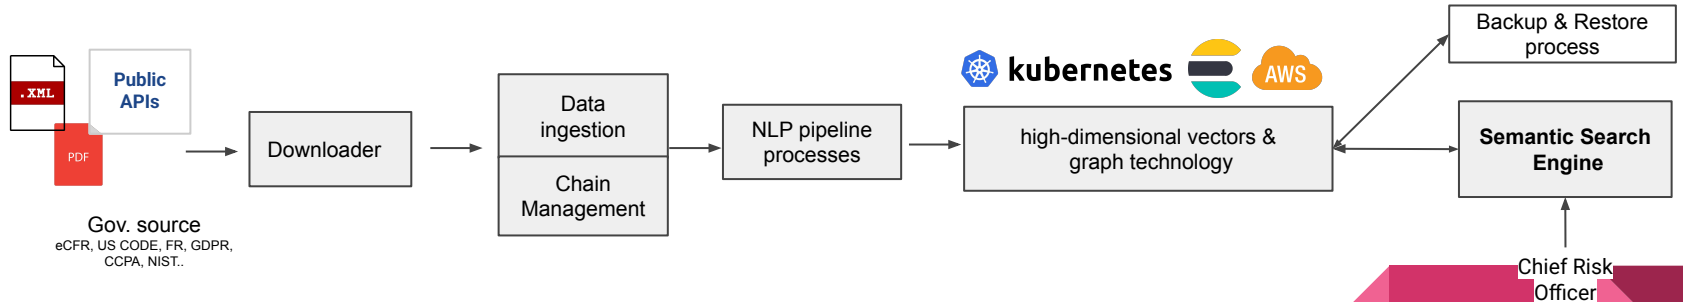 .XML
Public
APIs
PDF
Gov. source
eCFR, US CODE, FR, GDPR,
CCPA, NIST..
Downloader
Data
ingestion
Chain
Management
NLP pipeline
processes
kubernetes
AWS
high-dimensional vectors &
graph technology
Backup & Restore
process
Semantic Search
Engine
Chief Risk
Officer